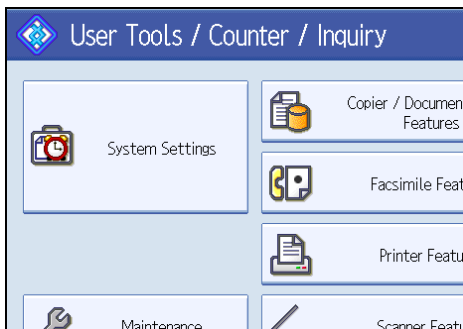 User Tools / Counter / Inquiry
System Settings
Copier / Documen
Features
Facsimile Feat
Printer Featu
Maintenance
Scanner Featu